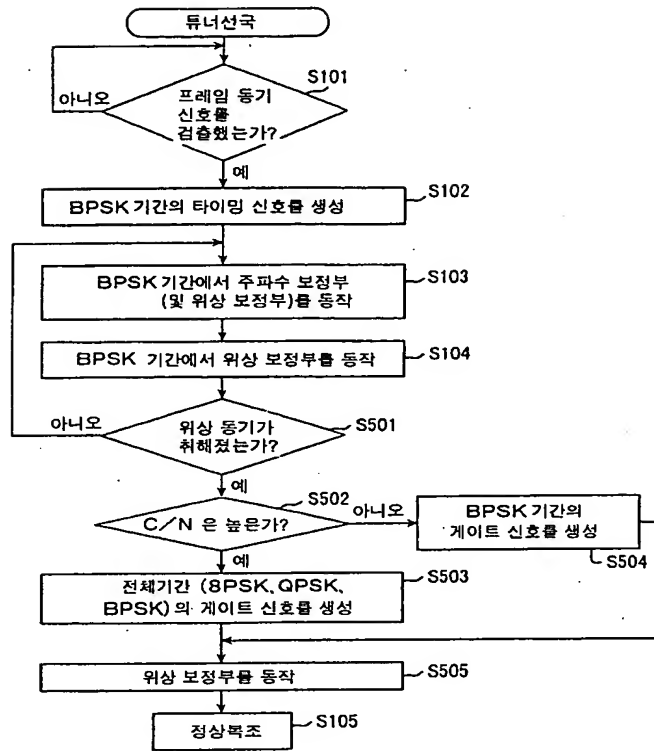 튜너선국
S101
아니오
프레임 동기
신호를
검출했는가?
예
S102
BPSK 기간의 타이밍 신호를 생성
S103
BPSK 기간에서 주파수 보정부
(및 위상 보정부)를 동작
S104
BPSK 기간에서 위상 보정부를 동작
아니오
S501
위상 동기가
취해졌는가?
예
S502
C/N 은 높은가?
아니오
BPSK 기간의
게이트 신호를 생성
S504
예
S503
전체기간 (8PSK, QPSK,
BPSK)의 게이트 신호를 생성
S505
위상 보정부를 동작
S105
정상복조